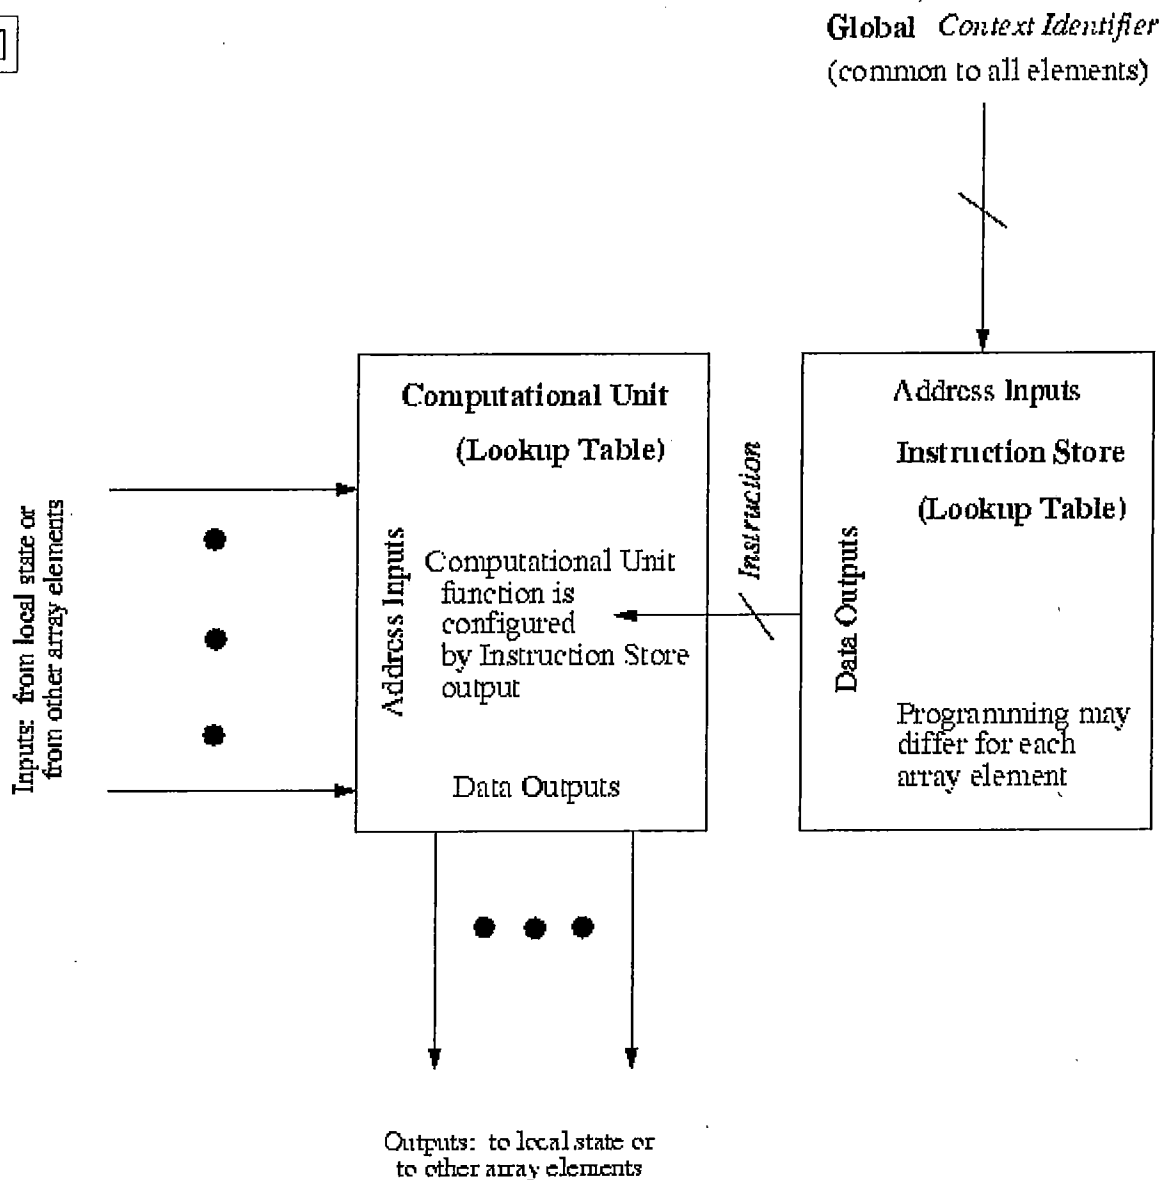 Global Context Identifier
(common to all elements)
Computational Unit
(Lookup Table)
Address Inputs
Computational Unit
function is
configured
by Instruction Store
output
Data Outputs
Instruction
Address Inputs
Instruction Store
(Lookup Table)
Data Outputs
Programming may
differ for each
array element
Inputs: from local state or
from other array elements
Outputs: to local state or
to other array elements